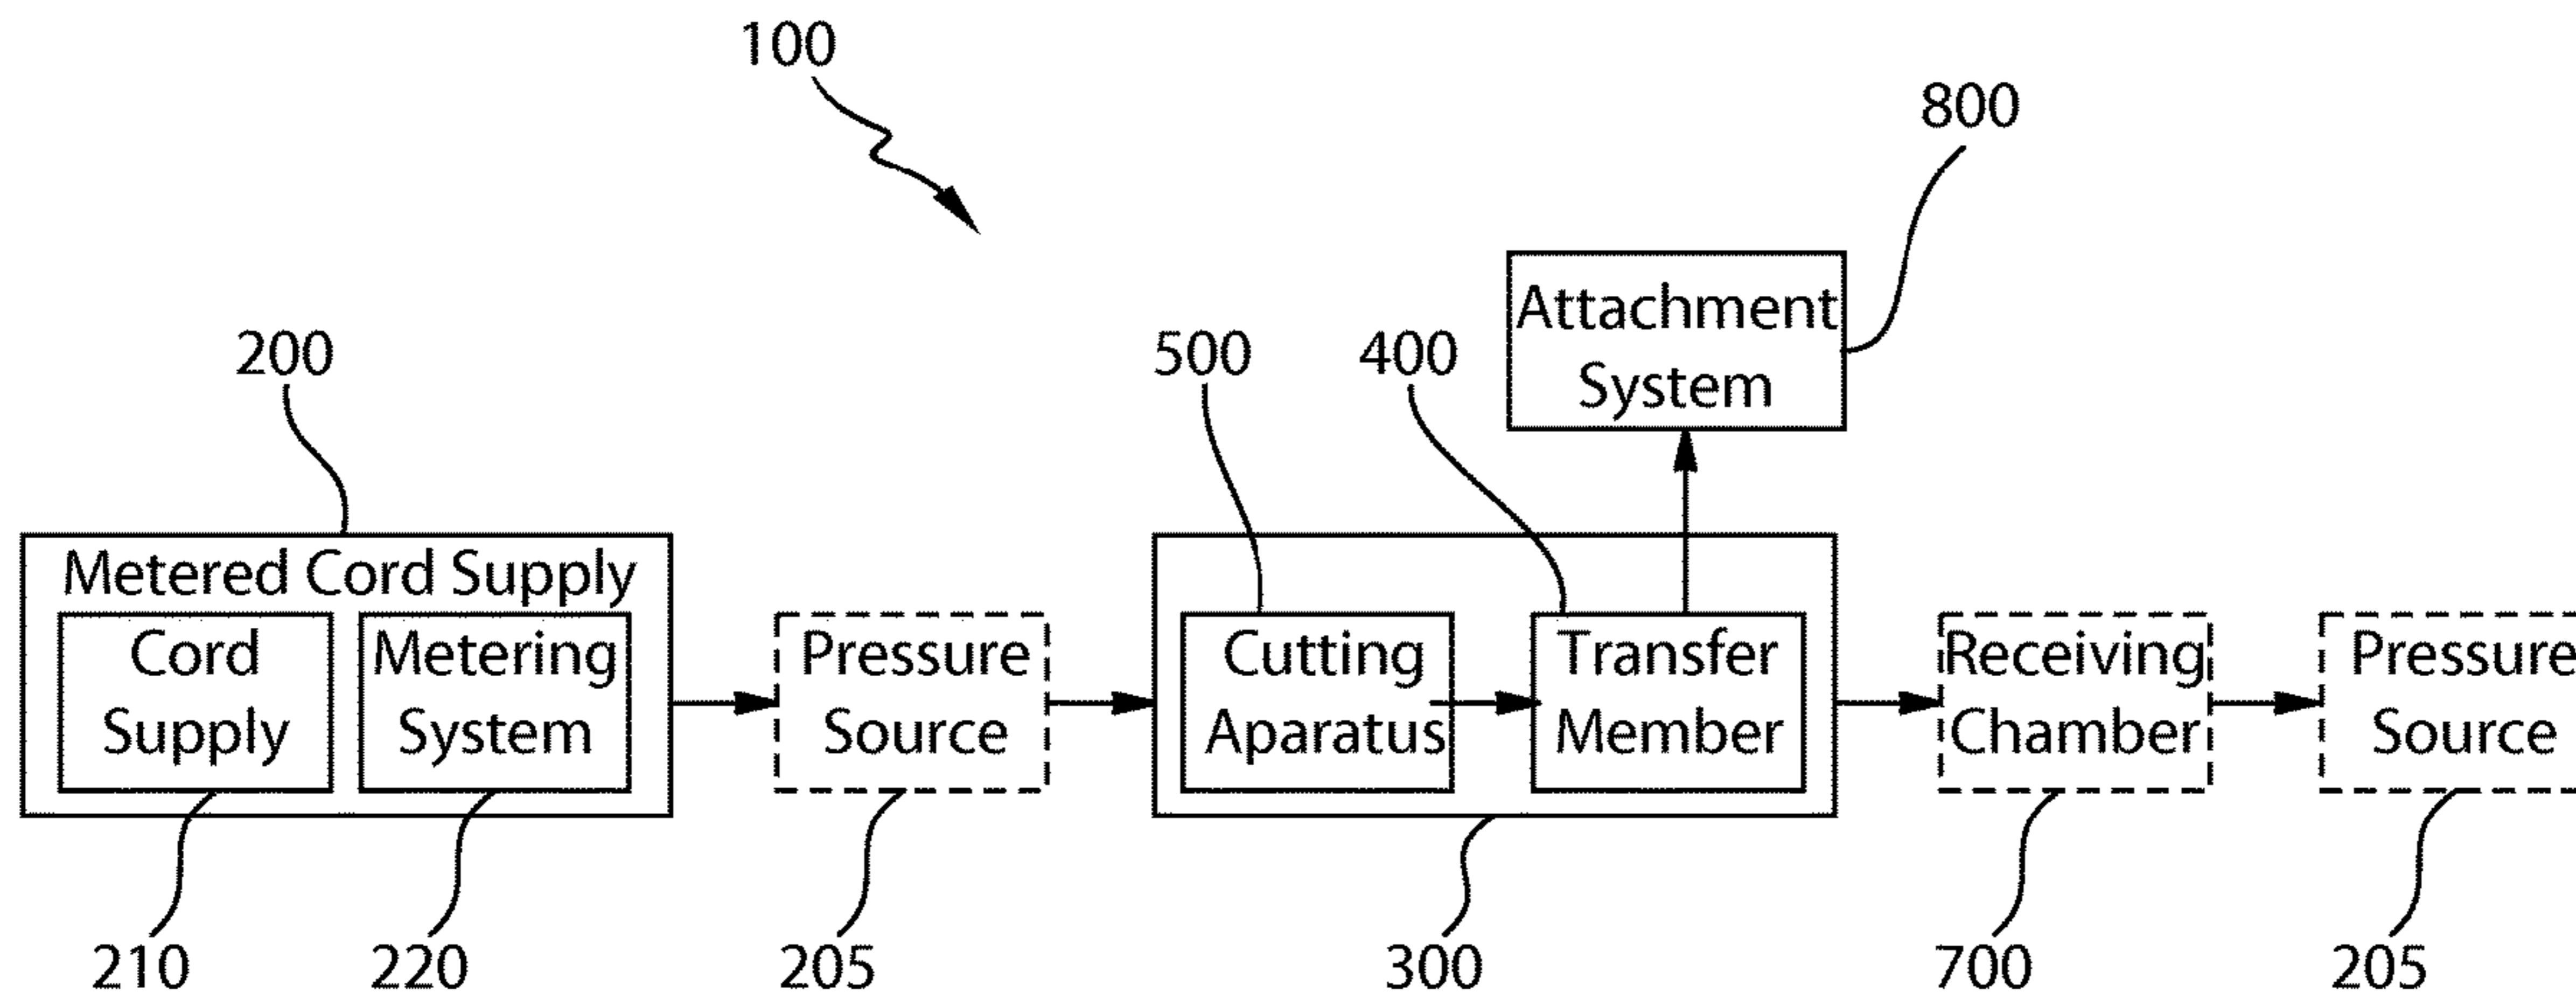 100
800
Attachment
System
200
500
400
Metered Cord Supply
Cord
Supply
Metering
System
Pressure
Source
Cutting
Aparatus
Transfer
Member
Receiving
Chamber
Pressure
Source
210
220
205
300
700
205